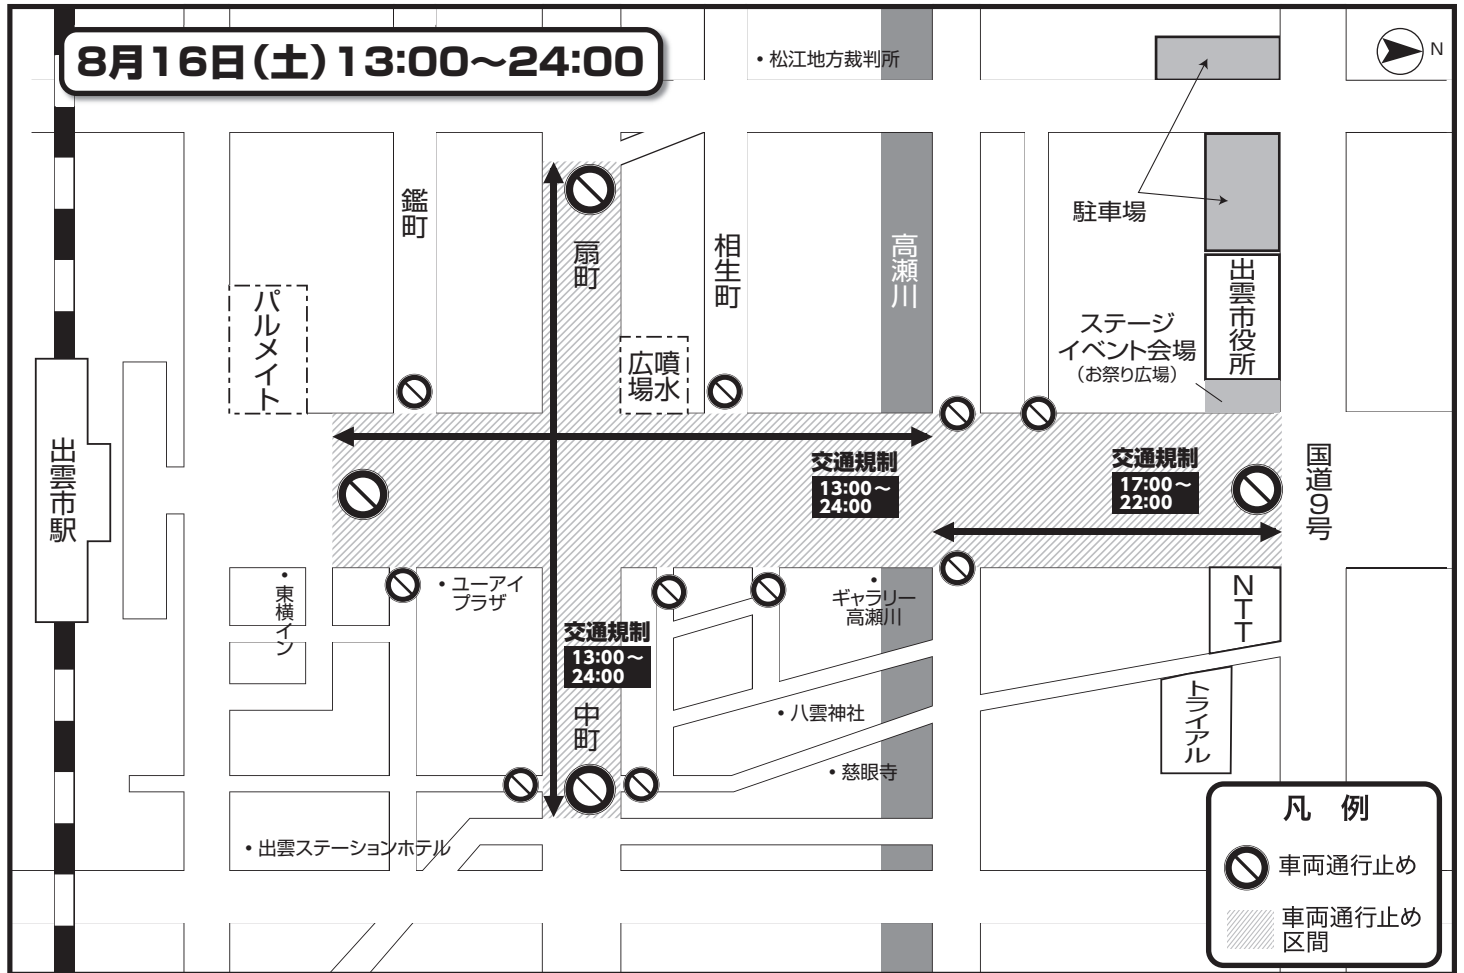 8月16日(土)13:00〜24:00
・松江地方裁判所
N
駐車場
鑑町
扇町
相生町
高瀬川
出雲市役所
ステージ
イベント会場
(お祭り広場)
パルメイト
噴水
広場
出雲市駅
交通規制
13:00〜
24:00
交通規制
17:00〜
22:00
国道9号
・東横イン
・ユーアイ
プラザ
・
ギャラリー
高瀬川
NTT
交通規制
13:00〜
24:00
中町
・八雲神社
・慈眼寺
トライアル
・出雲ステーションホテル
凡 例
車両通行止め
車両通行止め
区間